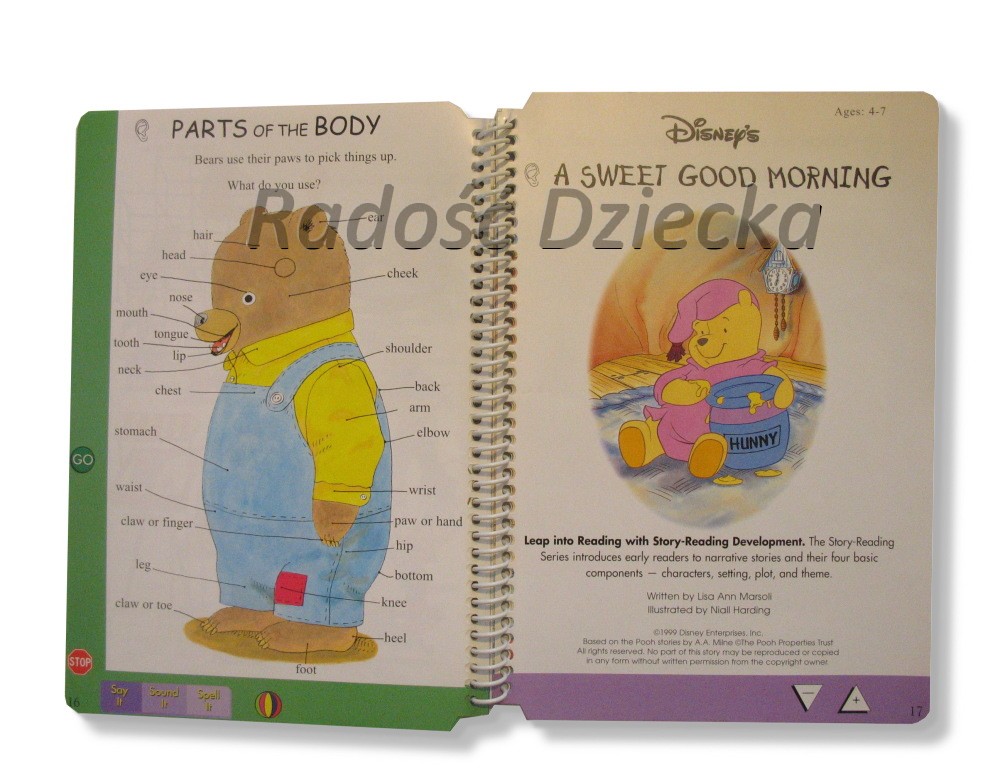 PARTS OF THE BODY
Bears use their paws to pick things up.
What do you use?
ear
hair
head
cheek
eye
nose
mouth
tongue
tooth
lip
neck
shoulder
chest
back
arm
stomach
elbow
waist
wrist
claw or finger
paw or hand
hip
leg
bottom
knee
claw or toe
heel
foot
GO
STOP
16
Say It
Sound It
Spell It
Radość Dziecka
Ages: 4-7
Disney's
A SWEET GOOD MORNING
HUNNY
Leap into Reading with Story-Reading Development. The Story-Reading
Series introduces early readers to narrative stories and their four basic
components — characters, setting, plot, and theme.
Written by Lisa Ann Marsoli
Illustrated by Niall Harding
©1999 Disney Enterprises, Inc.
Based on the Pooh stories by A.A. Milne ©The Pooh Properties Trust
All rights reserved. No part of this story may be reproduced or copied
in any form without written permission from the copyright owner.
− +
17